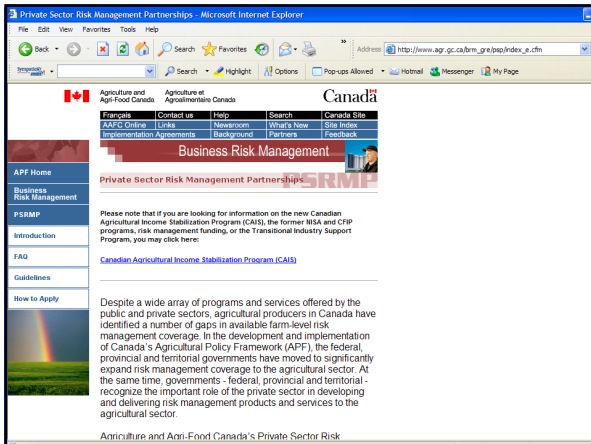 Private Sector Risk Management Partnerships - Microsoft Internet Explorer
File Edit View Favorites Tools Help
Back Search Favorites » Address http://www.agr.gc.ca/brm_gre/psp/index_e.cfm
Search Highlight Options Pop-ups Allowed Hotmail Messenger My Page
Agriculture and Agri-Food Canada
Agriculture et Agroalimentaire Canada
Canada
Français Contact us Help Search Canada Site
AAFC Online Links Newsroom What's New Site Index
Implementation Agreements Background Partners Feedback
Business Risk Management
PSRMP
Private Sector Risk Management Partnerships
APF Home
Business
Risk Management
PSRMP
Introduction
FAQ
Guidelines
How to Apply
Please note that if you are looking for information on the new Canadian
Agricultural Income Stabilization Program (CAIS), the former NISA and CFIP
programs, risk management funding, or the Transitional Industry Support
Program, you may click here:
Canadian Agricultural Income Stabilization Program (CAIS)
Despite a wide array of programs and services offered by the
public and private sectors, agricultural producers in Canada have
identified a number of gaps in available farm-level risk
management coverage. In the development and implementation
of Canada's Agricultural Policy Framework (APF), the federal,
provincial and territorial governments have moved to significantly
expand risk management coverage to the agricultural sector. At
the same time, governments - federal, provincial and territorial -
recognize the important role of the private sector in developing
and delivering risk management products and services to the
agricultural sector.
Agriculture and Agri-Food Canada's Private Sector Risk